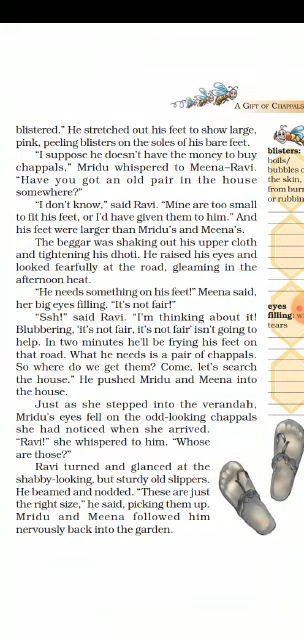 A GIFT OF CHAPPALS
blistered." He stretched out his feet to show large,
pink, peeling blisters on the soles of his bare feet.
"I suppose he doesn't have the money to buy
chappals," Mridu whispered to Meena–Ravi.
"Have you got an old pair in the house
somewhere?"
"I don't know," said Ravi. "Mine are too small
to fit his feet, or I'd have given them to him." And
his feet were larger than Mridu's and Meena's.
The beggar was shaking out his upper cloth
and tightening his dhoti. He raised his eyes and
looked fearfully at the road, gleaming in the
afternoon heat.
"He needs something on his feet!" Meena said,
her big eyes filling. "It's not fair!"
"Ssh!" said Ravi. "I'm thinking about it!
Blubbering, 'it's not fair, it's not fair' isn't going to
help. In two minutes he'll be frying his feet on
that road. What he needs is a pair of chappals.
So where do we get them? Come, let's search
the house." He pushed Mridu and Meena into
the house.
Just as she stepped into the verandah,
Mridu's eyes fell on the odd-looking chappals
she had noticed when she arrived.
"Ravi!" she whispered to him. "Whose
are those?"
Ravi turned and glanced at the
shabby-looking, but sturdy old slippers.
He beamed and nodded. "These are just
the right size," he said, picking them up.
Mridu and Meena followed him
nervously back into the garden.
blisters:
boils/
bubbles
the skin,
from
or
eyes
filling:
tears